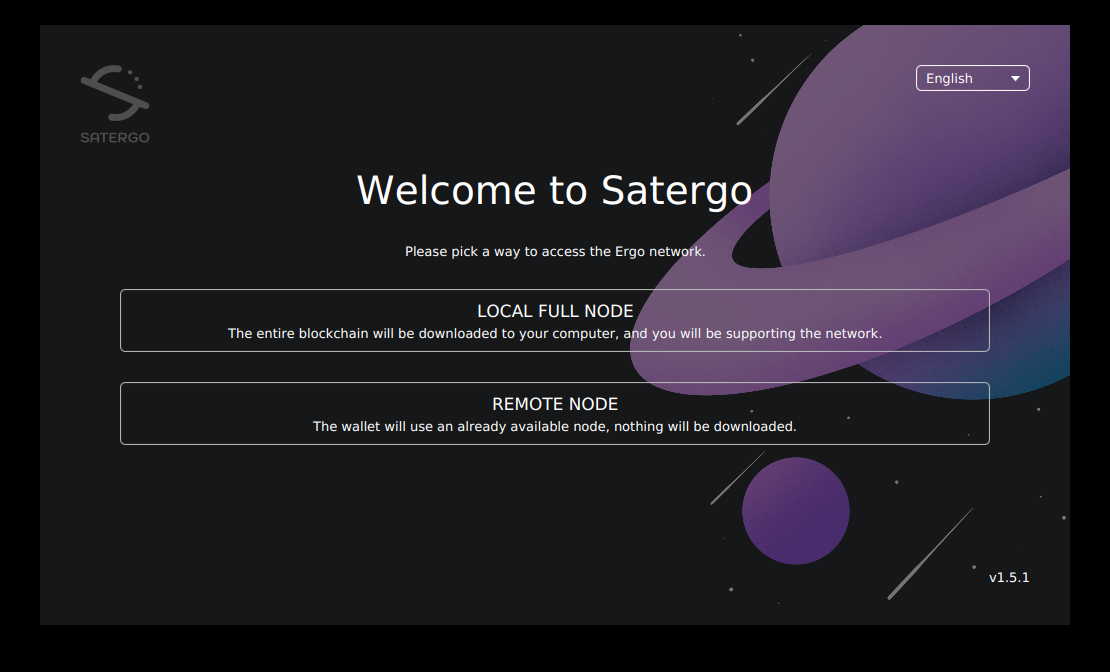 SATERGO
English
Welcome to Satergo
Please pick a way to access the Ergo network.
LOCAL FULL NODE
The entire blockchain will be downloaded to your computer, and you will be supporting the network.
REMOTE NODE
The wallet will use an already available node, nothing will be downloaded.
v1.5.1